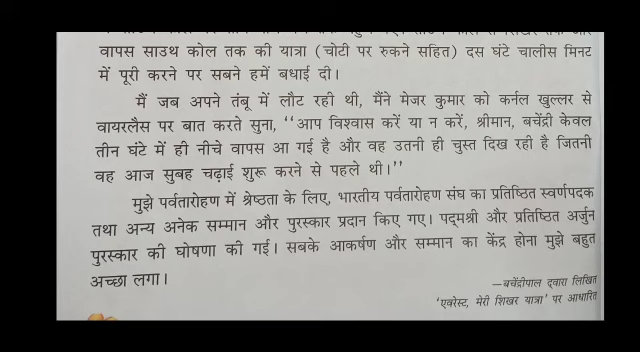 वापस साउथ कोल तक की यात्रा (चोटी पर रुकने सहित) दस घंटे चालीस मिनट
में पूरी करने पर सबने हमें बधाई दी।
मैं जब अपने तंबू में लौट रही थी, मैंने मेजर कुमार को कर्नल खुल्लर से
वायरलैस पर बात करते सुना, ‘‘आप विश्वास करें या न करें, श्रीमान, बचेंद्री केवल
तीन घंटे में ही नीचे वापस आ गई है और वह उतनी ही चुस्त दिख रही है जितनी
वह आज सुबह चढ़ाई शुरू करने से पहले थी।’’
मुझे पर्वतारोहण में श्रेष्ठता के लिए, भारतीय पर्वतारोहण संघ का प्रतिष्ठित स्वर्णपदक
तथा अन्य अनेक सम्मान और पुरस्कार प्रदान किए गए। पद्मश्री और प्रतिष्ठित अर्जुन
पुरस्कार की घोषणा की गई। सबके आकर्षण और सम्मान का केंद्र होना मुझे बहुत
अच्छा लगा।
—बचेंद्रीपाल द्वारा लिखित
‘एवरेस्ट, मेरी शिखर यात्रा’ पर आधारित